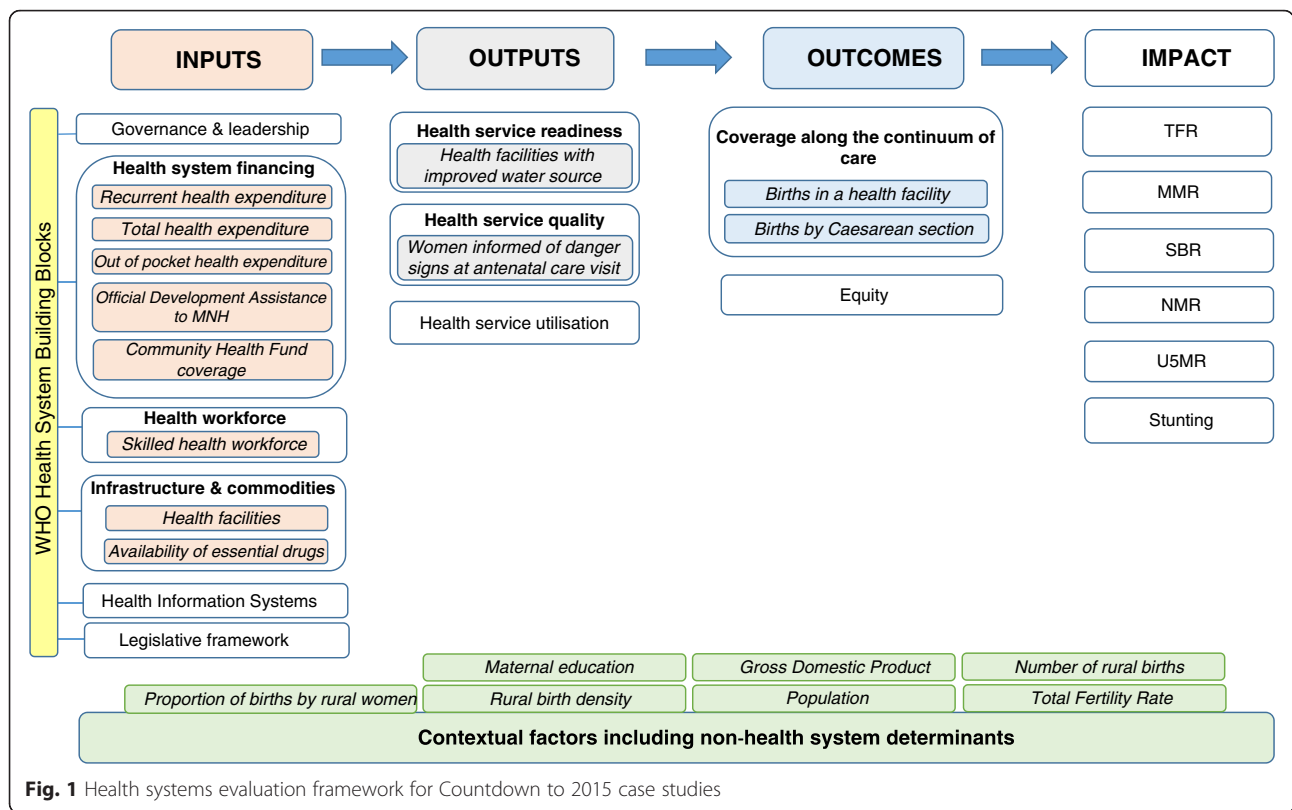 INPUTS
OUTPUTS
OUTCOMES
IMPACT
WHO Health System Building Blocks
Governance & leadership
Health system financing
Recurrent health expenditure
Total health expenditure
Out of pocket health expenditure
Official Development Assistance
to MNH
Community Health Fund
coverage
Health workforce
Skilled health workforce
Infrastructure & commodities
Health facilities
Availability of essential drugs
Health Information Systems
Legislative framework
Health service readiness
Health facilities with
improved water source
Health service quality
Women informed of danger
signs at antenatal care visit
Health service utilisation
Coverage along the continuum of
care
Births in a health facility
Births by Caesarean section
Equity
TFR
MMR
SBR
NMR
U5MR
Stunting
Maternal education
Gross Domestic Product
Number of rural births
Proportion of births by rural women
Rural birth density
Population
Total Fertility Rate
Contextual factors including non-health system determinants
Fig. 1 Health systems evaluation framework for Countdown to 2015 case studies